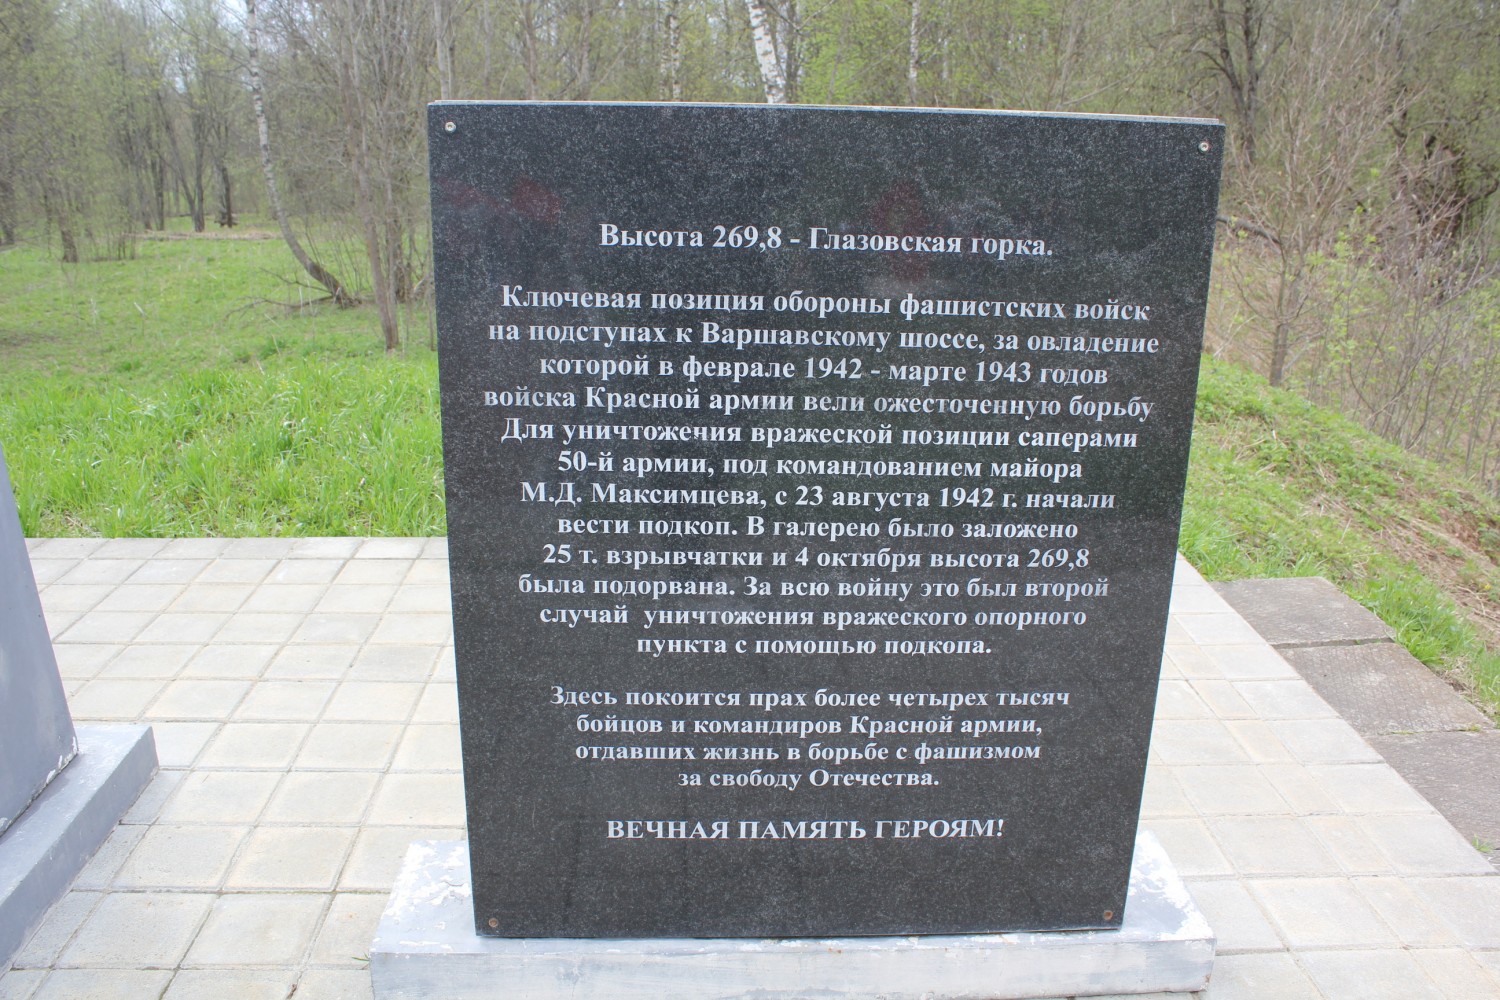 Высота 269,8 - Глазовская горка.
Ключевая позиция обороны фашистских войск
на подступах к Варшавскому шоссе, за овладение
которой в феврале 1942 - марте 1943 годов
войска Красной армии вели ожесточенную борьбу
Для уничтожения вражеской позиции саперами
50-й армии, под командованием майора
М.Д. Максимцева, с 23 августа 1942 г. начали
вести подкоп. В галерею было заложено
25 т. взрывчатки и 4 октября высота 269,8
была подорвана. За всю войну это был второй
случай уничтожения вражеского опорного
пункта с помощью подкопа.
Здесь покоится прах более четырех тысяч
бойцов и командиров Красной армии,
отдавших жизнь в борьбе с фашизмом
за свободу Отечества.
ВЕЧНАЯ ПАМЯТЬ ГЕРОЯМ!